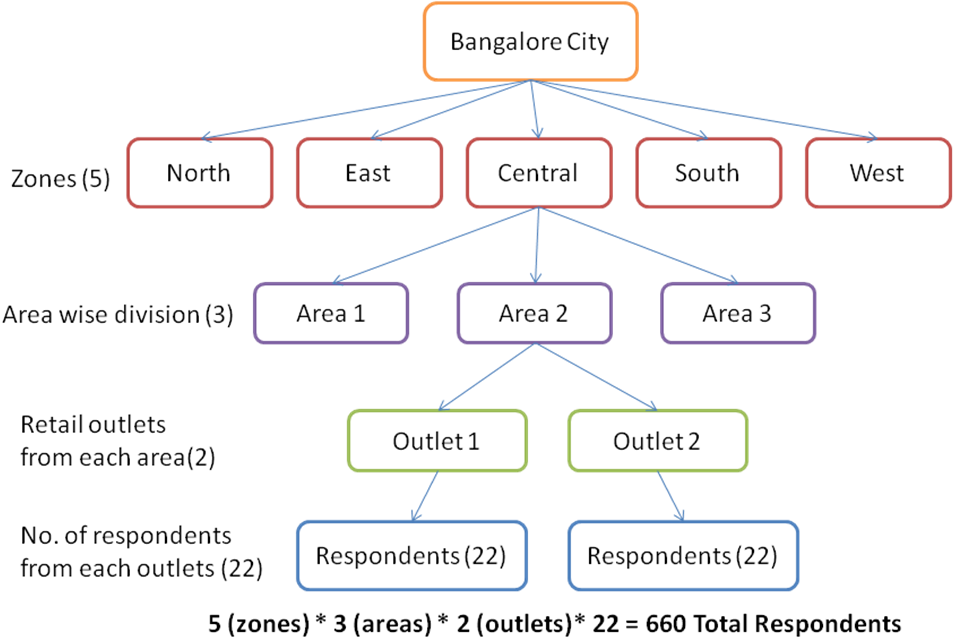 Bangalore City
Zones (5)
North
East
Central
South
West
Area wise division (3)
Area 1
Area 2
Area 3
Retail outlets
from each area(2)
Outlet 1
Outlet 2
No. of respondents
from each outlets (22)
Respondents (22)
Respondents (22)
5 (zones) * 3 (areas) * 2 (outlets)* 22 = 660 Total Respondents